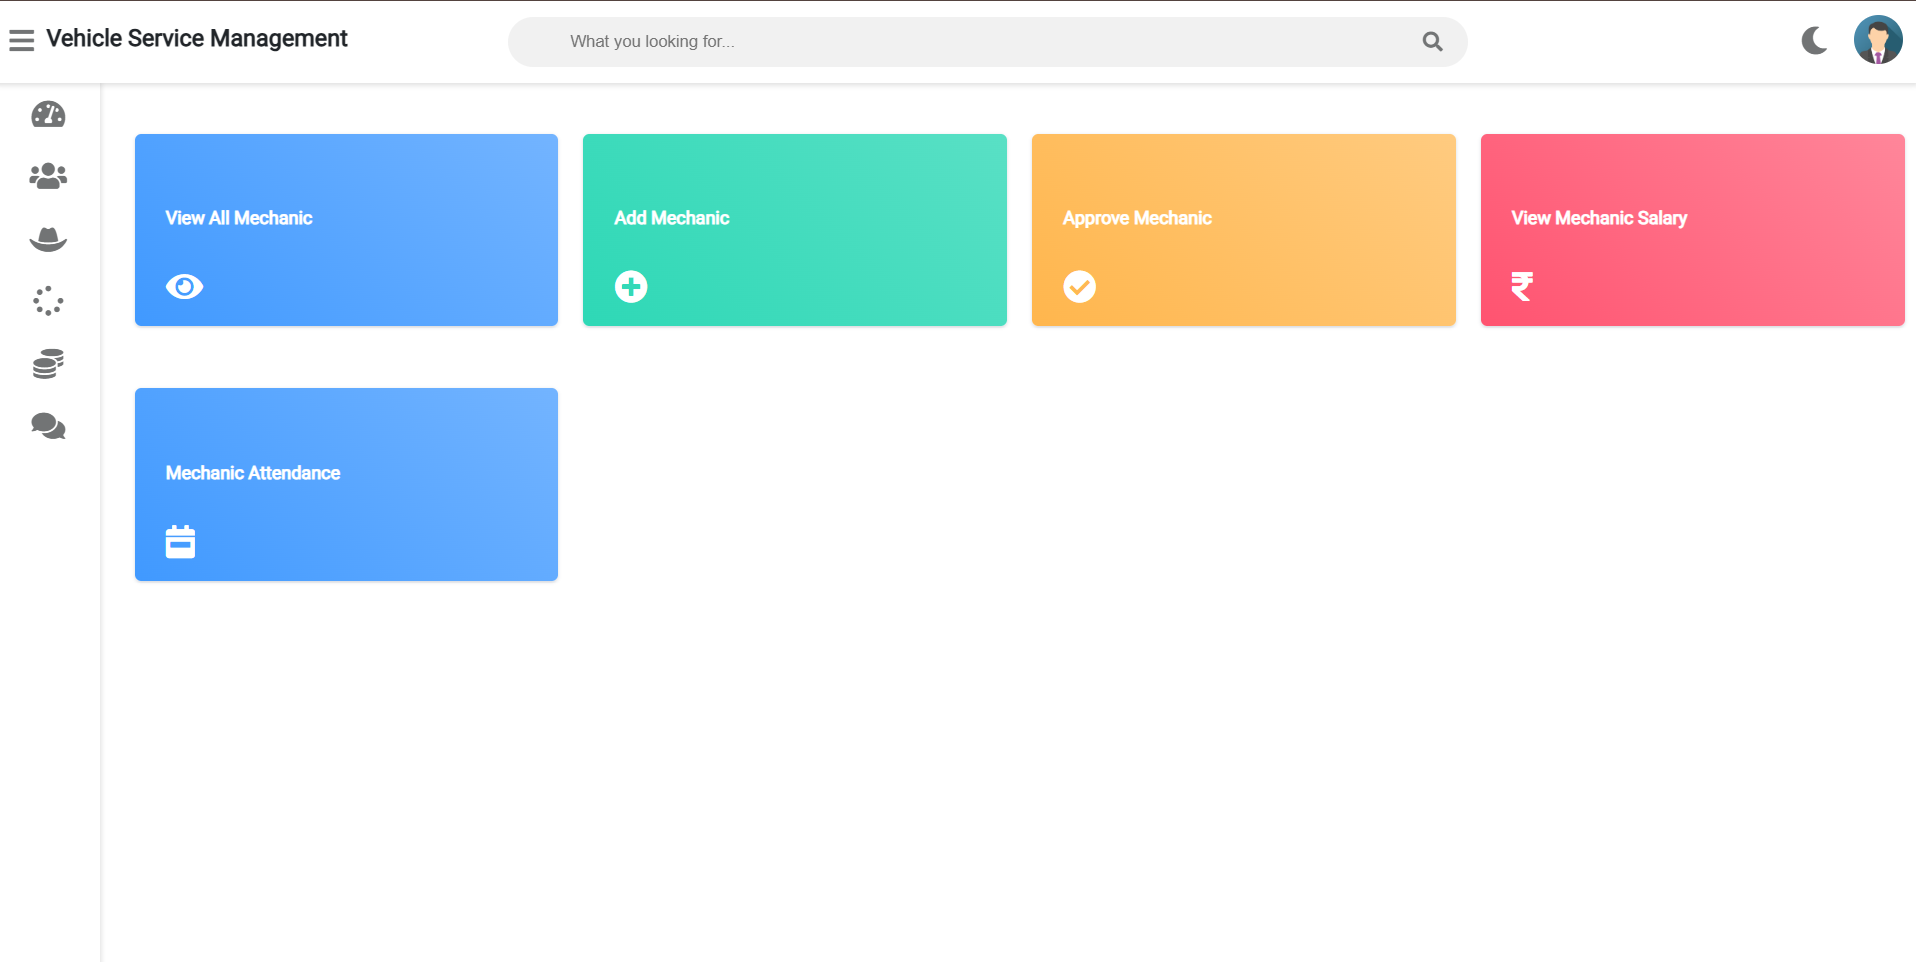 Vehicle Service Management
What you looking for...
View All Mechanic
Add Mechanic
Approve Mechanic
View Mechanic Salary
Mechanic Attendance